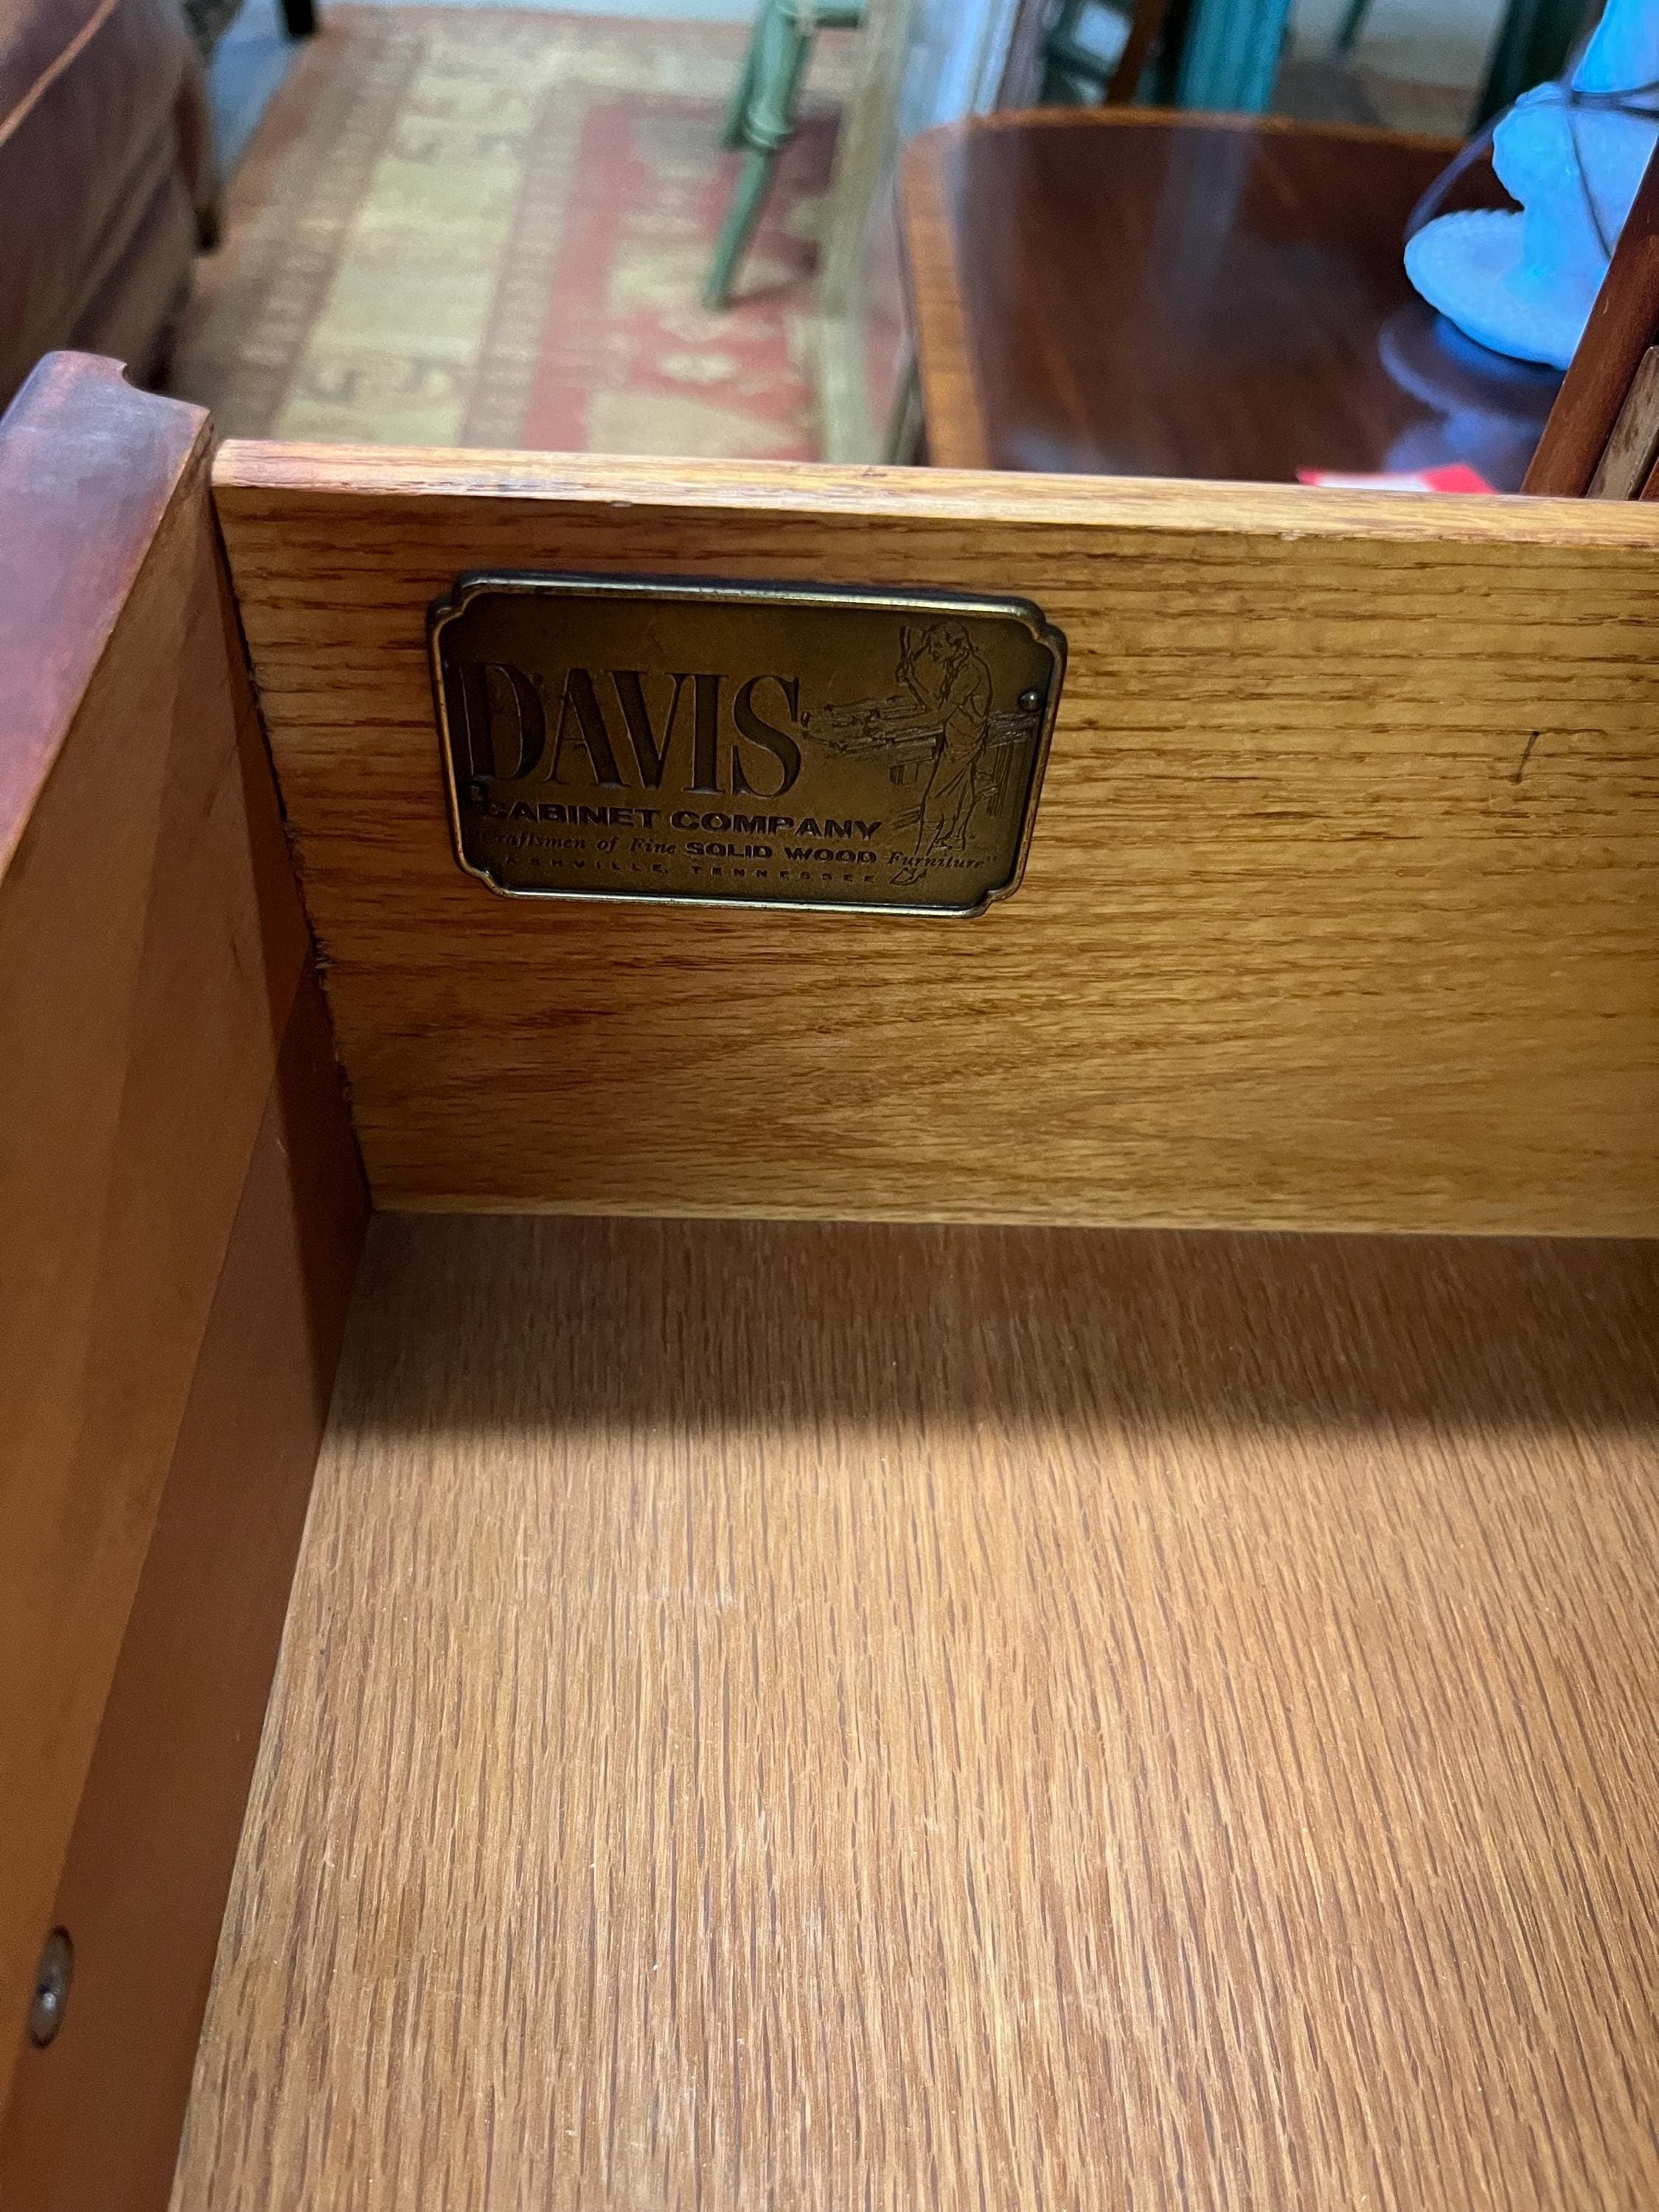 DAVIS
CABINET COMPANY
"Craftsmen of Fine SOLID WOOD Furniture"
NASHVILLE, TENNESSEE